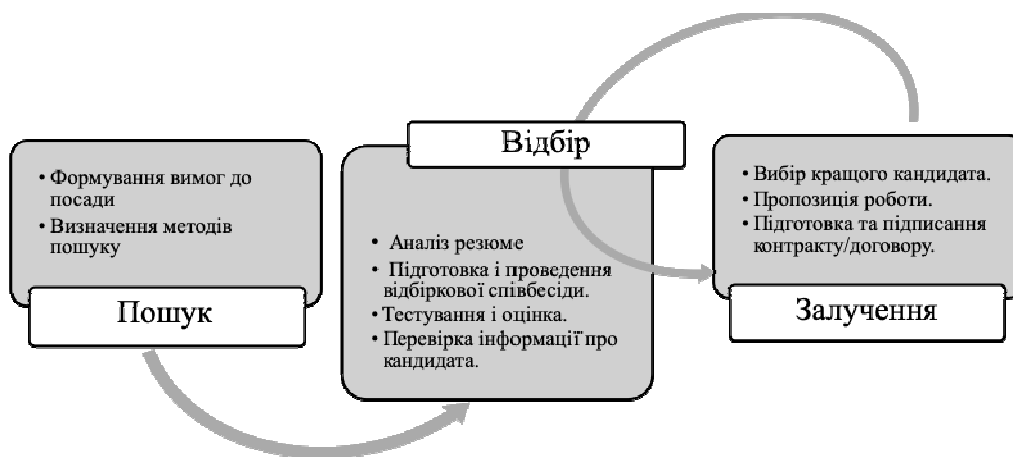 • Формування вимог до
посади
• Визначення методів
пошуку
Пошук
Відбір
• Аналіз резюме
• Підготовка і проведення
відбіркової співбесіди.
• Тестування і оцінка.
• Перевірка інформації про
кандидата.
• Вибір кращого кандидата.
• Пропозиція роботи.
• Підготовка та підписання
контракту/договору.
Залучення